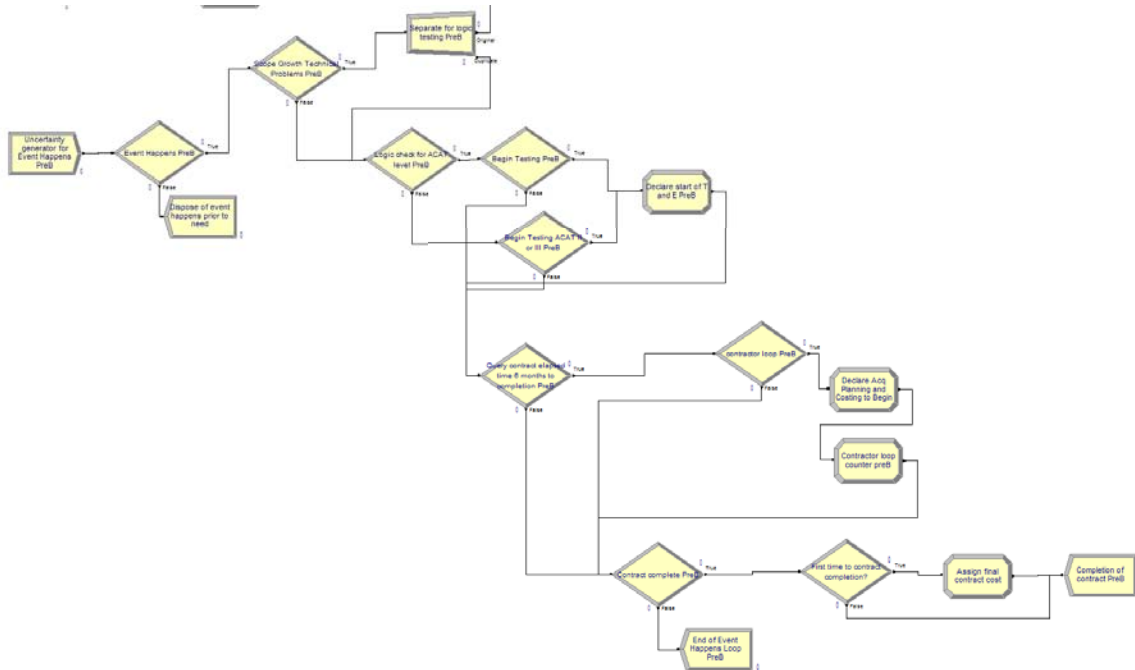 Separate for logic
testing PreB
Original
Duplicate
Scope Growth Technical
Problems PreB
True
False
Uncertainty
generator for
Event Happens
PreB
Event Happens PreB
True
False
Dispose of event
happens prior to
need
Logic check for ACAT
level PreB
True
False
Begin Testing PreB
True
False
Declare start of T
and E PreB
Begin Testing ACAT II
or III PreB
True
False
Query contract elapsed
time 6 months to
completion PreB
True
False
contractor loop PreB
True
False
Declare Acq
Planning and
Costing to Begin
Contractor loop
counter preB
Contract complete PreB
True
False
First time to contract
completion?
True
False
Assign final
contract cost
Completion of
contract PreB
End of Event
Happens Loop
PreB